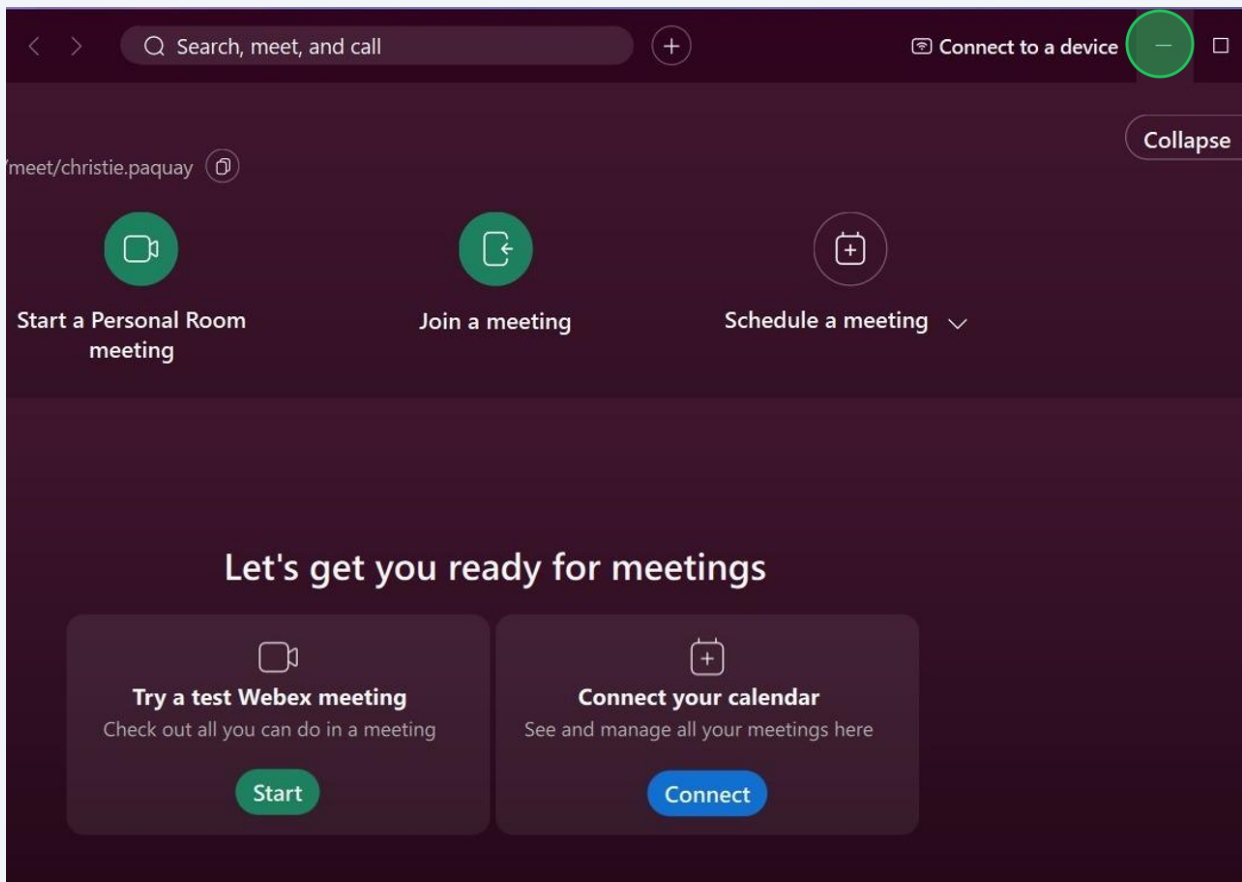 Search, meet, and call
Connect to a device
Collapse
/meet/christie.paquay
Start a Personal Room
meeting
Join a meeting
Schedule a meeting
Let's get you ready for meetings
Try a test Webex meeting
Check out all you can do in a meeting
Start
Connect your calendar
See and manage all your meetings here
Connect